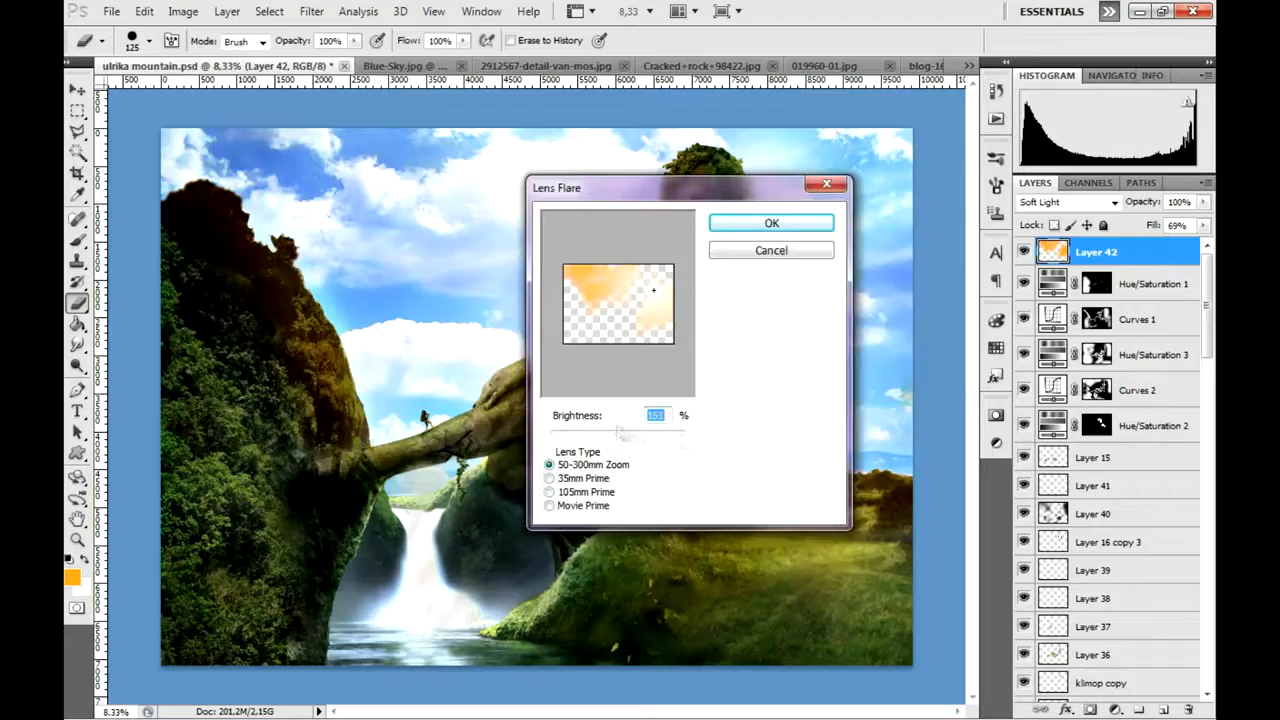 Ps File Edit Image Layer Select Filter Analysis 3D View Window Help 8,33 ESSENTIALS
125 Mode: Brush Opacity: 100% Flow: 100% Erase to History
ulrika mountain.psd @ 8,33% (Layer 42, RGB/8) * Blue-Sky.jpg @ ... 2912567-detail-van-mos.jpg Cracked+rock+98422.jpg 019960-01.jpg blog-16
500 0 500 1000 1500 2000 2500 3000 3500 4000 4500 5000 5500 6000 6500 7000 7500 8000 8500 9000 9500
HISTOGRAM NAVIGATO INFO
LAYERS CHANNELS PATHS
Soft Light Opacity: 100%
Lock: Fill: 69%
Layer 42
Hue/Saturation 1
Curves 1
Hue/Saturation 3
Curves 2
Hue/Saturation 2
Layer 15
Layer 41
Layer 40
Layer 16 copy 3
Layer 39
Layer 38
Layer 37
Layer 36
klimop copy
Lens Flare
OK
Cancel
Brightness: 153 %
Lens Type
50-300mm Zoom
35mm Prime
105mm Prime
Movie Prime
8.33% Doc: 201,2M/2,15G